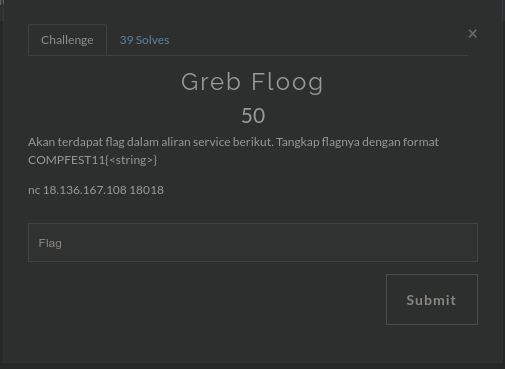 Challenge
39 Solves
×
Greb Floog
50
Akan terdapat flag dalam aliran service berikut. Tangkap flagnya dengan format
COMPFEST11{<string>}
nc 18.136.167.108 18018
Flag
Submit